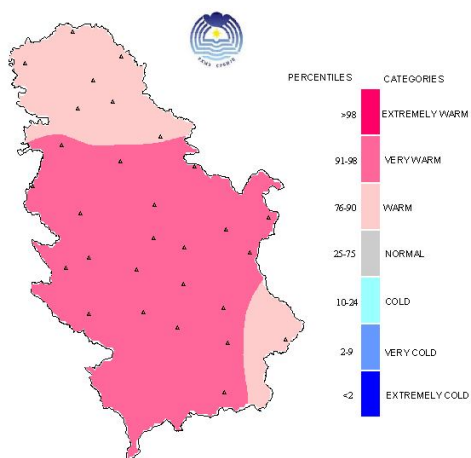 PERCENTILES CATEGORIES
>98 EXTREMELY WARM
91-98 VERY WARM
76-90 WARM
25-75 NORMAL
10-24 COLD
2-9 VERY COLD
<2 EXTREMELY COLD